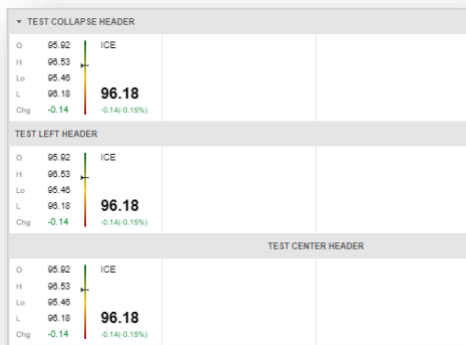 TEST COLLAPSE HEADER
O 95.92 ICE
H 96.53
Lo 95.46
L 96.18 96.18
Chg -0.14 -0.14(-0.15%)
TEST LEFT HEADER
O 95.92 ICE
H 96.53
Lo 95.46
L 96.18 96.18
Chg -0.14 -0.14(-0.15%)
TEST CENTER HEADER
O 95.92 ICE
H 96.53
Lo 95.46
L 96.18 96.18
Chg -0.14 -0.14(-0.15%)